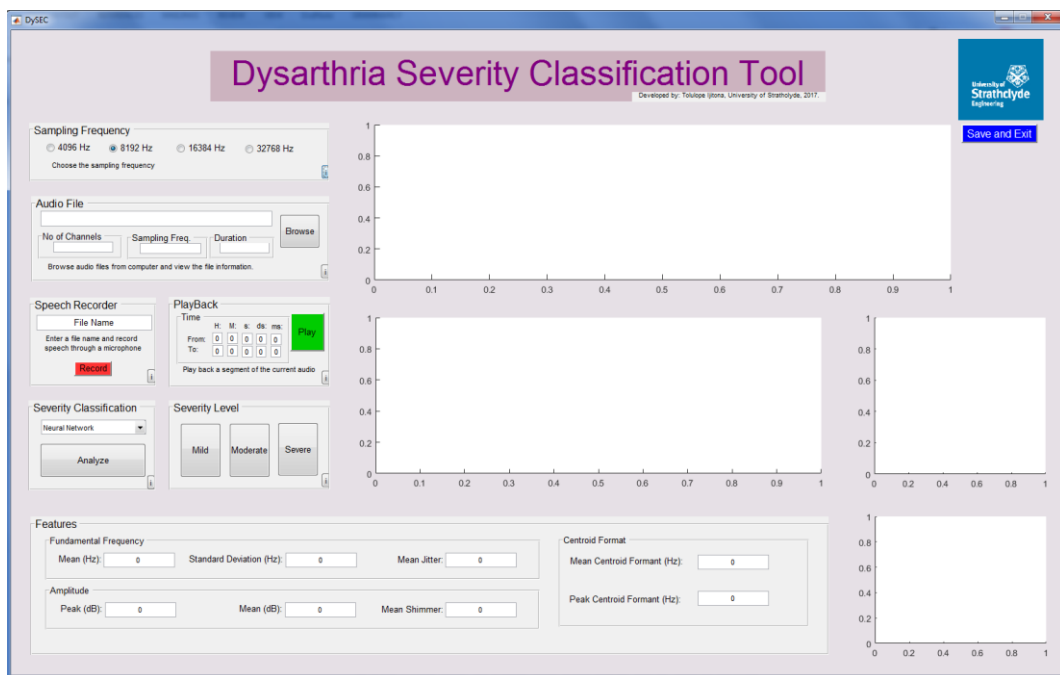 DySEC
Dysarthria Severity Classification Tool
Developed by: Tolulope Ijitona, University of Strathclyde, 2017.
University of
Strathclyde
Engineering
Save and Exit
Sampling Frequency
4096 Hz 8192 Hz 16384 Hz 32768 Hz
Choose the sampling frequency
i
Audio File
Browse
No of Channels Sampling Freq. Duration
Browse audio files from computer and view the file information.
i
Speech Recorder
File Name
Enter a file name and record
speech through a microphone
Record
i
PlayBack
Time
H: M: s: ds: ms:
From: 0 0 0 0 0
To: 0 0 0 0 0
Play
Play back a segment of the current audio
i
Severity Classification
Neural Network
Analyze
i
Severity Level
Mild Moderate Severe
i
1
0.8
0.6
0.4
0.2
0
0 0.1 0.2 0.3 0.4 0.5 0.6 0.7 0.8 0.9 1
1
0.8
0.6
0.4
0.2
0
0 0.1 0.2 0.3 0.4 0.5 0.6 0.7 0.8 0.9 1
1
0.8
0.6
0.4
0.2
0
0 0.2 0.4 0.6 0.8 1
Features
Fundamental Frequency
Mean (Hz): 0 Standard Deviation (Hz): 0 Mean Jitter: 0
Amplitude
Peak (dB): 0 Mean (dB): 0 Mean Shimmer: 0
Centroid Format
Mean Centroid Formant (Hz): 0
Peak Centroid Formant (Hz): 0
1
0.8
0.6
0.4
0.2
0
0 0.2 0.4 0.6 0.8 1